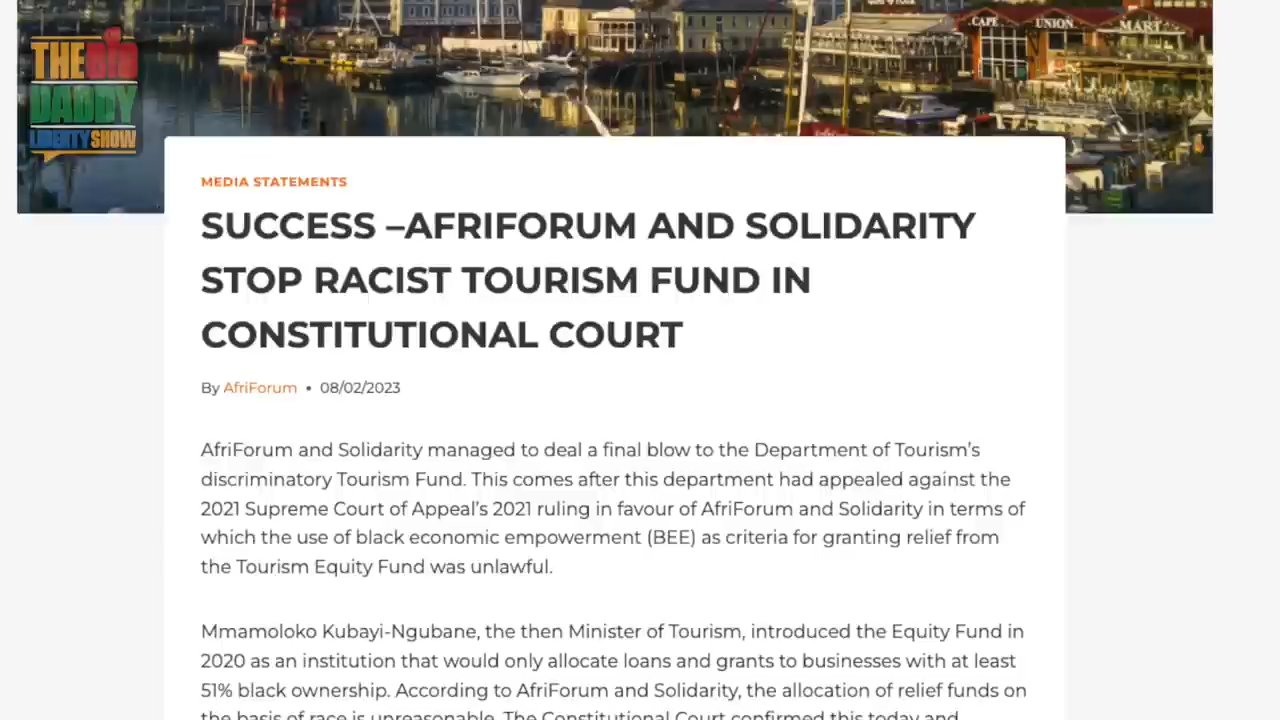 CAPE UNION MART
THE BIG
DADDY
LIBERTY SHOW
MEDIA STATEMENTS
SUCCESS –AFRIFORUM AND SOLIDARITY
STOP RACIST TOURISM FUND IN
CONSTITUTIONAL COURT
By AfriForum • 08/02/2023
AfriForum and Solidarity managed to deal a final blow to the Department of Tourism’s
discriminatory Tourism Fund. This comes after this department had appealed against the
2021 Supreme Court of Appeal’s 2021 ruling in favour of AfriForum and Solidarity in terms of
which the use of black economic empowerment (BEE) as criteria for granting relief from
the Tourism Equity Fund was unlawful.
Mmamoloko Kubayi-Ngubane, the then Minister of Tourism, introduced the Equity Fund in
2020 as an institution that would only allocate loans and grants to businesses with at least
51% black ownership. According to AfriForum and Solidarity, the allocation of relief funds on
the basis of race is unreasonable. The Constitutional Court confirmed this today and